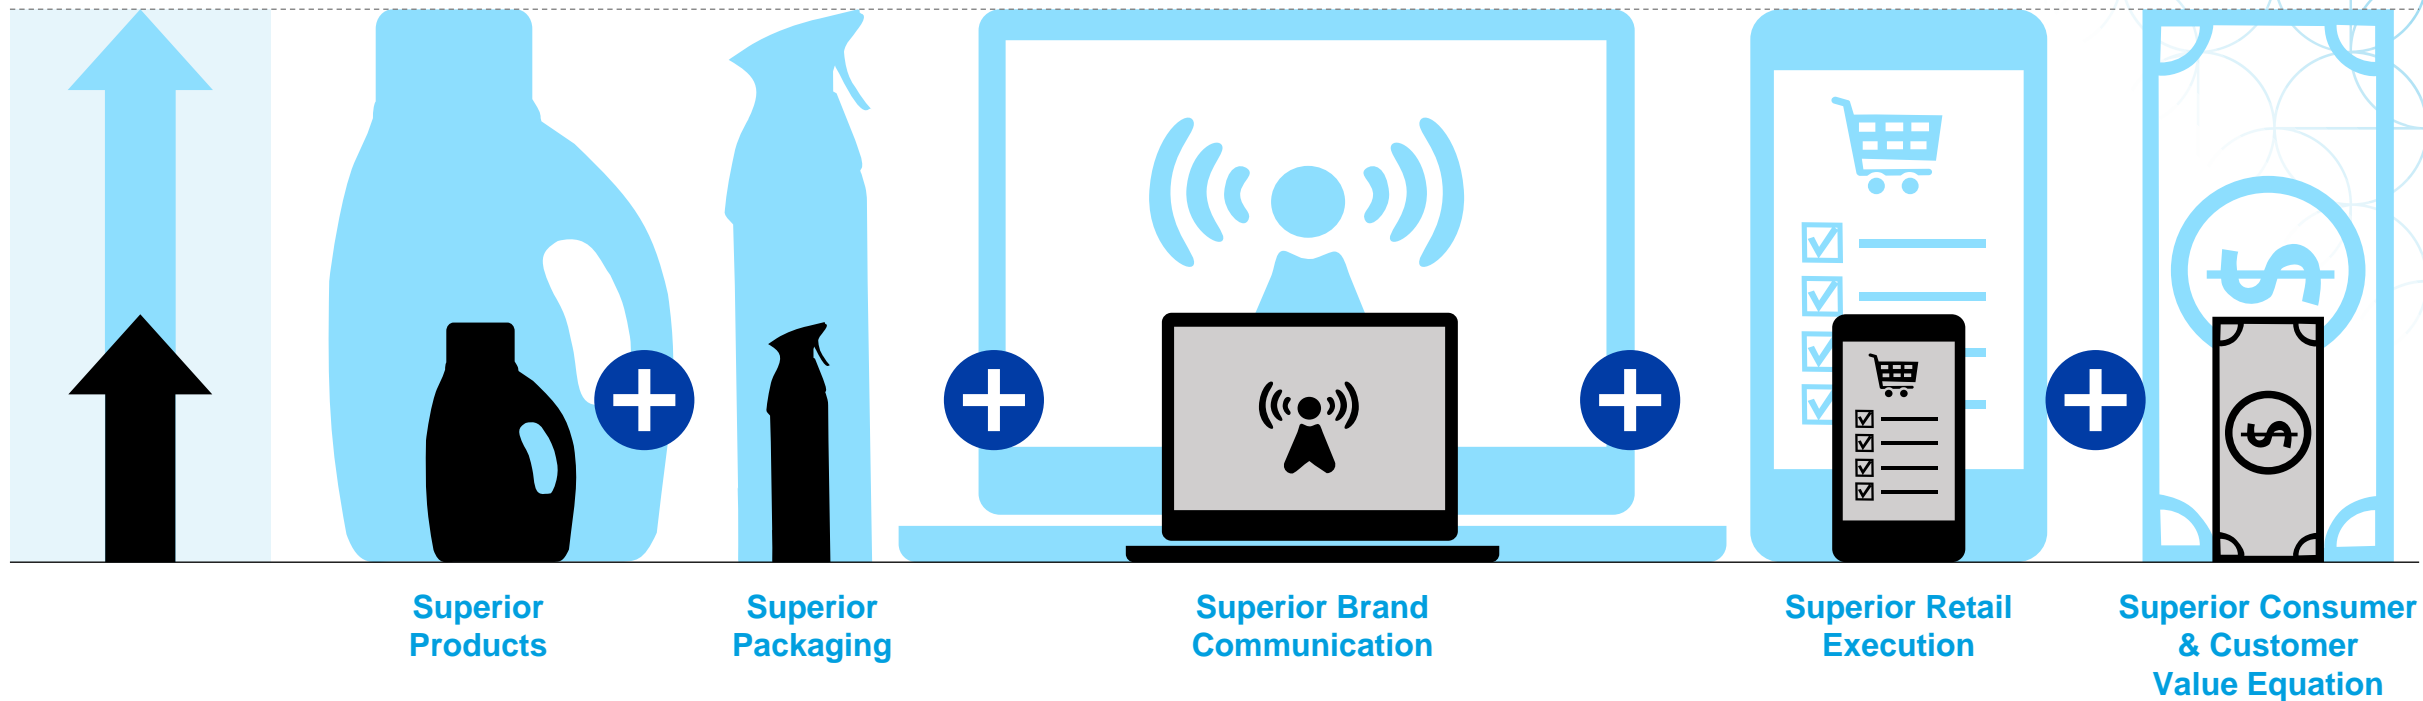 Superior
Products
Superior
Packaging
Superior Brand
Communication
Superior Retail
Execution
Superior Consumer
& Customer
Value Equation